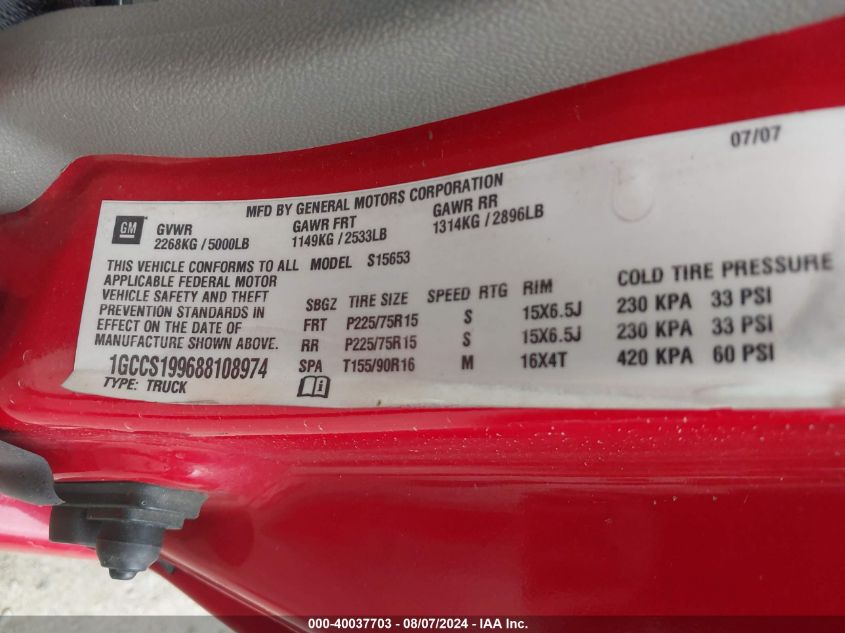 07/07
MFD BY GENERAL MOTORS CORPORATION
GM
GVWR GAWR FRT GAWR RR
2268KG / 5000LB 1149KG / 2533LB 1314KG / 2896LB
THIS VEHICLE CONFORMS TO ALL MODEL S15653
APPLICABLE FEDERAL MOTOR
VEHICLE SAFETY AND THEFT
PREVENTION STANDARDS IN
EFFECT ON THE DATE OF
MANUFACTURE SHOWN ABOVE.
SBGZ TIRE SIZE SPEED RTG RIM COLD TIRE PRESSURE
FRT P225/75R15 S 15X6.5J 230 KPA 33 PSI
RR P225/75R15 S 15X6.5J 230 KPA 33 PSI
SPA T155/90R16 M 16X4T 420 KPA 60 PSI
1GCCS199688108974
TYPE: TRUCK
000-40037703 - 08/07/2024 - IAA Inc.